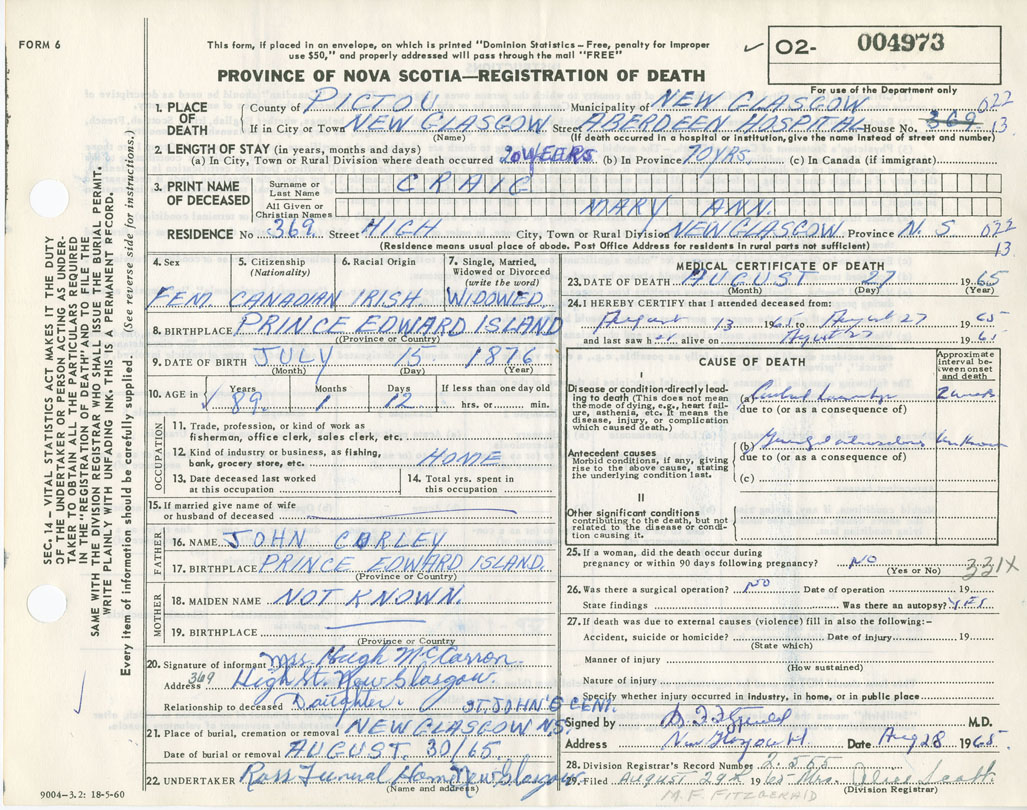 FORM 6
This form, if placed in an envelope, on which is printed "Dominion Statistics—Free, penalty for improper
use $50," and properly addressed will pass through the mail "FREE"
✓ 02- 004973
For use of the Department only
PROVINCE OF NOVA SCOTIA—REGISTRATION OF DEATH
1. PLACE OF DEATH
County of PICTOU Municipality of NEW GLASGOW 022
If in City or Town NEW GLASGOW Street ABERDEEN HOSPITAL House No. 369 13
(Name) (If death occurred in a hospital or institution, give the name instead of street and number)
2. LENGTH OF STAY (in years, months and days)
(a) In City, Town or Rural Division where death occurred 20 YEERS (b) In Province 70 YRS. (c) In Canada (if immigrant)
3. PRINT NAME OF DECEASED
Surname or Last Name CRAIG
All Given or Christian Names MARY ANN.
RESIDENCE No 369. Street HIGH City, Town or Rural Division NEW GLASGOW Province N. S 022
(Residence means usual place of abode. Post Office Address for residents in rural parts not sufficient) 13
4. Sex FEM
5. Citizenship (Nationality) CANADIAN
6. Racial Origin IRISH
7. Single, Married, Widowed or Divorced (write the word) WIDOWED
8. BIRTHPLACE PRINCE EDWARD ISLAND
(Province or Country)
9. DATE OF BIRTH JULY 15 1876
(Month) (Day) (Year)
10. AGE in Years 89. Months 1 Days 12 If less than one day old hrs. or min.
OCCUPATION
11. Trade, profession, or kind of work as
fisherman, office clerk, sales clerk, etc.
12. Kind of industry or business, as fishing,
bank, grocery store, etc. HOME
13. Date deceased last worked
at this occupation
14. Total yrs. spent in
this occupation
15. If married give name of wife
or husband of deceased
FATHER
16. NAME JOHN CORLEY
17. BIRTHPLACE PRINCE EDWARD ISLAND.
(Province or Country)
MOTHER
18. MAIDEN NAME NOT KNOWN.
19. BIRTHPLACE
(Province or Country)
20. Signature of informant Mrs. Hugh McCarron
Address 369 High St. New Glasgow.
Relationship to deceased Daughter. ST. JOHN'S CENT.
21. Place of burial, cremation or removal NEW GLASGOW N.S.
Date of burial or removal AUGUST. 30/65.
22. UNDERTAKER Ross Funeral Home New Glasgow
(Name and address)
9004-3.2: 18-5-60
MEDICAL CERTIFICATE OF DEATH
23. DATE OF DEATH AUGUST 27 1965
(Month) (Day) (Year)
24. I HEREBY CERTIFY that I attended deceased from:
August 13 1965 to August 27 1965
and last saw h alive on August 27 1965
CAUSE OF DEATH
Approximate interval between onset and death
I
Disease or condition directly leading to death (This does not mean
the mode of dying, e.g., heart failure, asthenia, etc. It means the
disease, injury, or complication
which caused death.)
(a) Cerebral 2 weeks
due to (or as a consequence of)
Antecedent causes
Morbid conditions, if any, giving
rise to the above cause, stating
the underlying condition last.
(b) Unknown
due to (or as a consequence of)
(c)
II
Other significant conditions
contributing to the death, but not
related to the disease or condition causing it.
25. If a woman, did the death occur during
pregnancy or within 90 days following pregnancy? NO 331X
(Yes or No)
26. Was there a surgical operation? NO Date of operation 19
State findings Was there an autopsy? YES
27. If death was due to external causes (violence) fill in also the following:-
Accident, suicide or homicide? Date of injury 19
(State which)
Manner of injury
(How sustained)
Nature of injury
Specify whether injury occurred in industry, in home, or in public place
Signed by M.D.
Address New Glasgow Date Aug 28 1965.
28. Division Registrar's Record Number 2565
29. Filed AUGUST 29th 1965 Mrs. Alice Scott
(Division Registrar)
M. F. FITZGERALD
SEC. 14—VITAL STATISTICS ACT MAKES IT THE DUTY
OF THE UNDERTAKER OR PERSON ACTING AS UNDERTAKER TO OBTAIN ALL THE PARTICULARS REQUIRED
IN THE "REGISTRATION OF DEATH" AND TO FILE THE
SAME WITH THE DIVISION REGISTRAR WHO SHALL ISSUE THE BURIAL PERMIT.
WRITE PLAINLY WITH UNFADING INK. THIS IS A PERMANENT RECORD.
Every item of information should be carefully supplied. (See reverse side for instructions.)